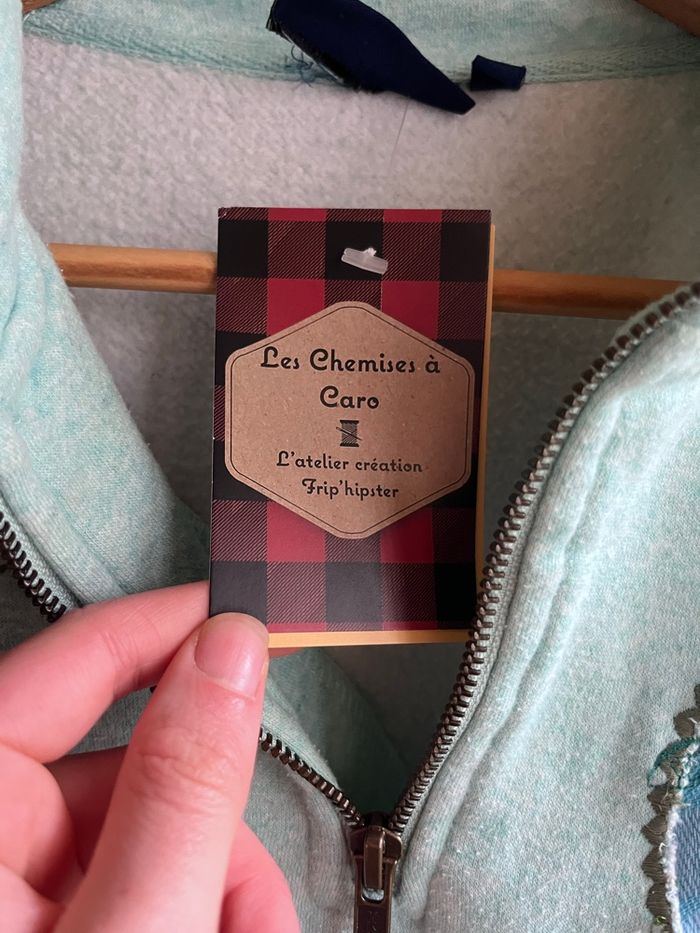 Les Chemises à
Caro
L'atelier création
Frip'hipster